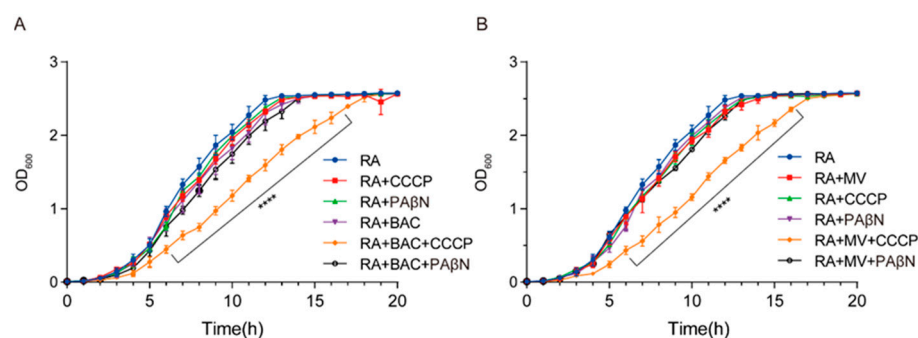 A
3
2
1
0
OD600
0
5
10
15
20
Time(h)
****
RA
RA+CCCP
RA+PAβN
RA+BAC
RA+BAC+CCCP
RA+BAC+PAβN
B
3
2
1
0
OD600
0
5
10
15
20
Time(h)
****
RA
RA+MV
RA+CCCP
RA+PAβN
RA+MV+CCCP
RA+MV+PAβN